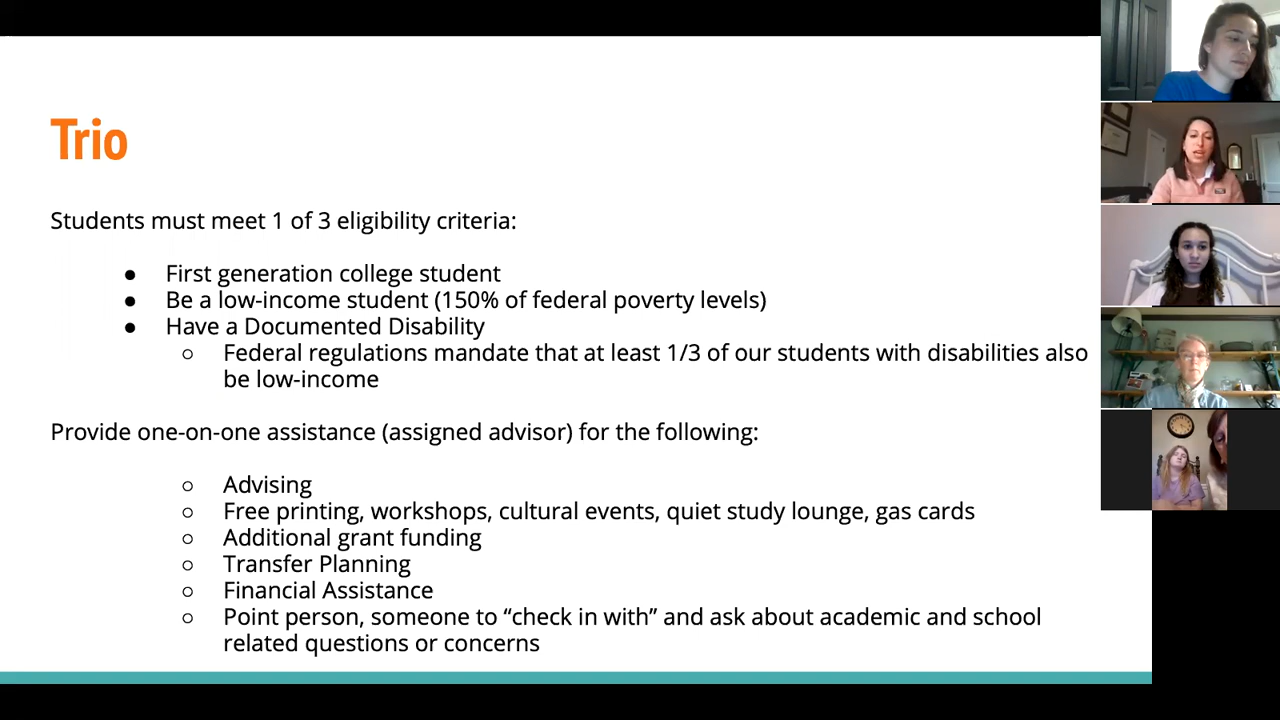 Trio
Students must meet 1 of 3 eligibility criteria:
● First generation college student
● Be a low-income student (150% of federal poverty levels)
● Have a Documented Disability
○ Federal regulations mandate that at least 1/3 of our students with disabilities also
be low-income
Provide one-on-one assistance (assigned advisor) for the following:
○ Advising
○ Free printing, workshops, cultural events, quiet study lounge, gas cards
○ Additional grant funding
○ Transfer Planning
○ Financial Assistance
○ Point person, someone to “check in with” and ask about academic and school
related questions or concerns